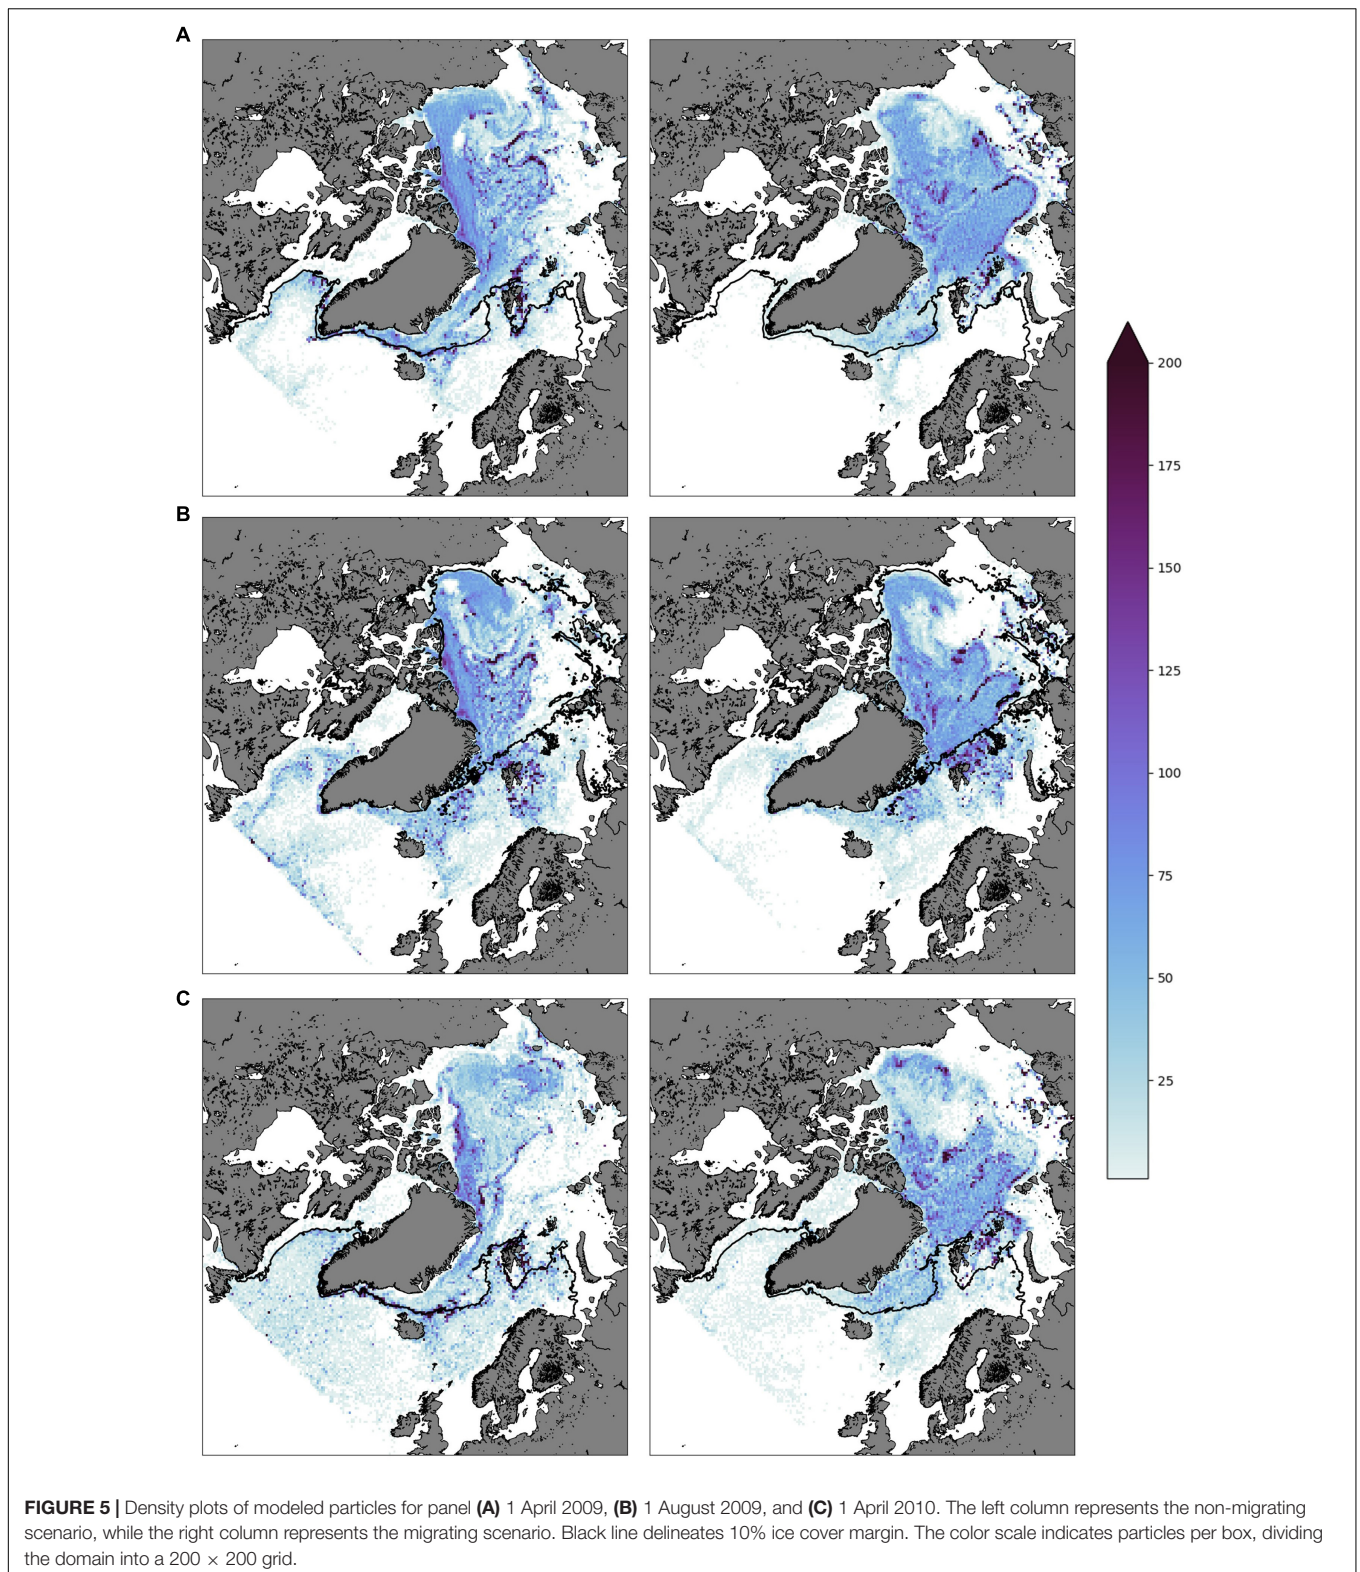 A
B
C
200
175
150
125
100
75
50
25
FIGURE 5 | Density plots of modeled particles for panel (A) 1 April 2009, (B) 1 August 2009, and (C) 1 April 2010. The left column represents the non-migrating
scenario, while the right column represents the migrating scenario. Black line delineates 10% ice cover margin. The color scale indicates particles per box, dividing
the domain into a 200 × 200 grid.